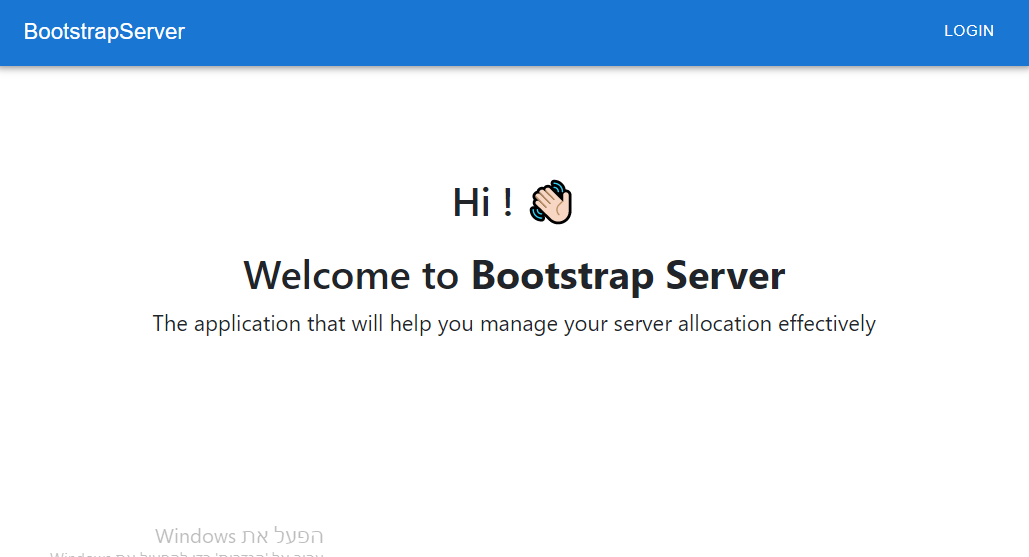 BootstrapServer
LOGIN
Hi ! 👋
Welcome to Bootstrap Server
The application that will help you manage your server allocation effectively
הפעל את Windows